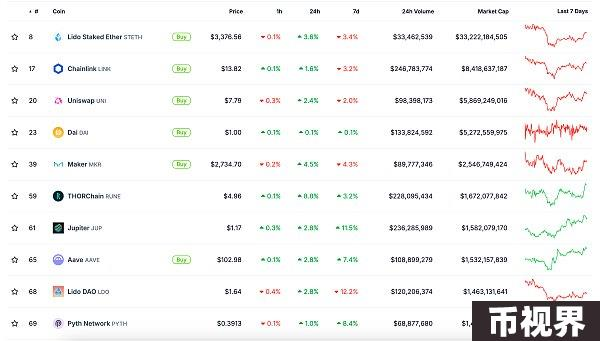 # Coin Price 1h 24h 7d 24h Volume Market Cap Last 7 Days
8 Lido Staked Ether STETH Buy $3,376.56 0.1% 3.6% 3.4% $33,462,539 $33,222,184,505
17 Chainlink LINK Buy $13.82 0.1% 1.6% 3.2% $246,783,774 $8,418,637,187
20 Uniswap UNI Buy $7.79 0.3% 2.4% 2.0% $98,398,173 $5,869,249,016
23 Dai DAI Buy $1.00 0.1% 0.1% 0.1% $133,824,592 $5,272,559,975
39 Maker MKR Buy $2,734.70 0.2% 4.5% 4.3% $89,777,346 $2,546,749,424
59 THORChain RUNE $4.96 0.1% 8.8% 3.2% $228,095,434 $1,672,077,842
61 Jupiter JUP $1.17 0.3% 2.8% 11.5% $236,285,989 $1,582,079,170
65 Aave AAVE Buy $102.98 0.1% 2.8% 7.4% $108,899,279 $1,532,157,839
68 Lido DAO LDO $1.64 0.4% 2.8% 12.2% $120,206,374 $1,463,131,641
69 Pyth Network PYTH $0.3913 0.1% 1.0% 8.4% $68,877,680
币视界